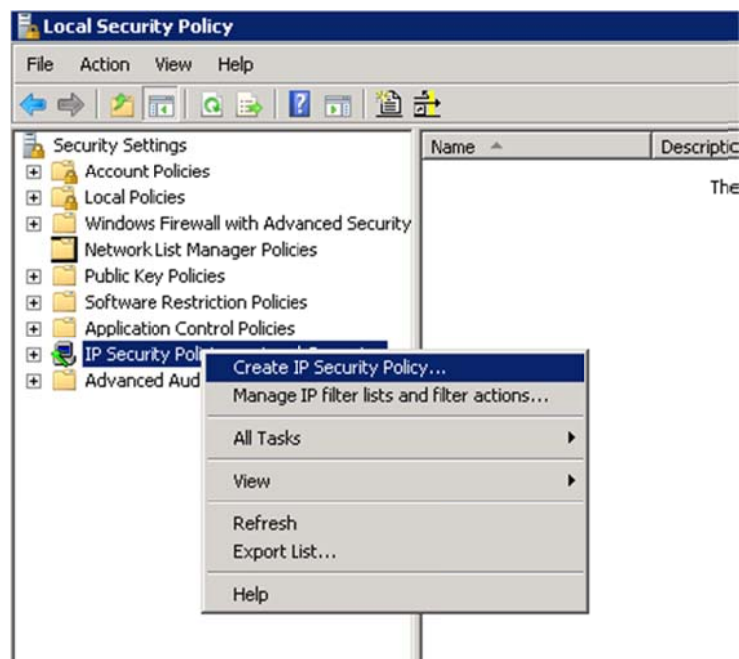 Local Security Policy
File Action View Help
Security Settings
Account Policies
Local Policies
Windows Firewall with Advanced Security
Network List Manager Policies
Public Key Policies
Software Restriction Policies
Application Control Policies
IP Security
Advanced Aud
Name
The
Create IP Security Policy...
Manage IP filter lists and filter actions...
All Tasks
View
Refresh
Export List...
Help